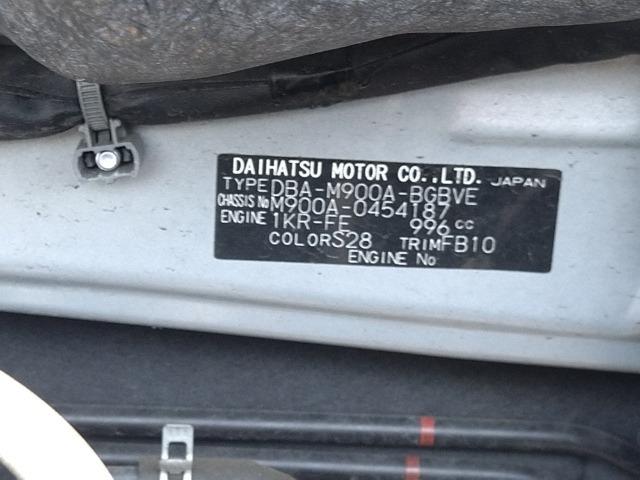 DAIHATSU MOTOR CO.,LTD. JAPAN
TYPE DBA-M900A-BGBVE
CHASSIS No M900A-0454187
ENGINE 1KR-FE 996 cc
COLOR S28 TRIM FB10
ENGINE No